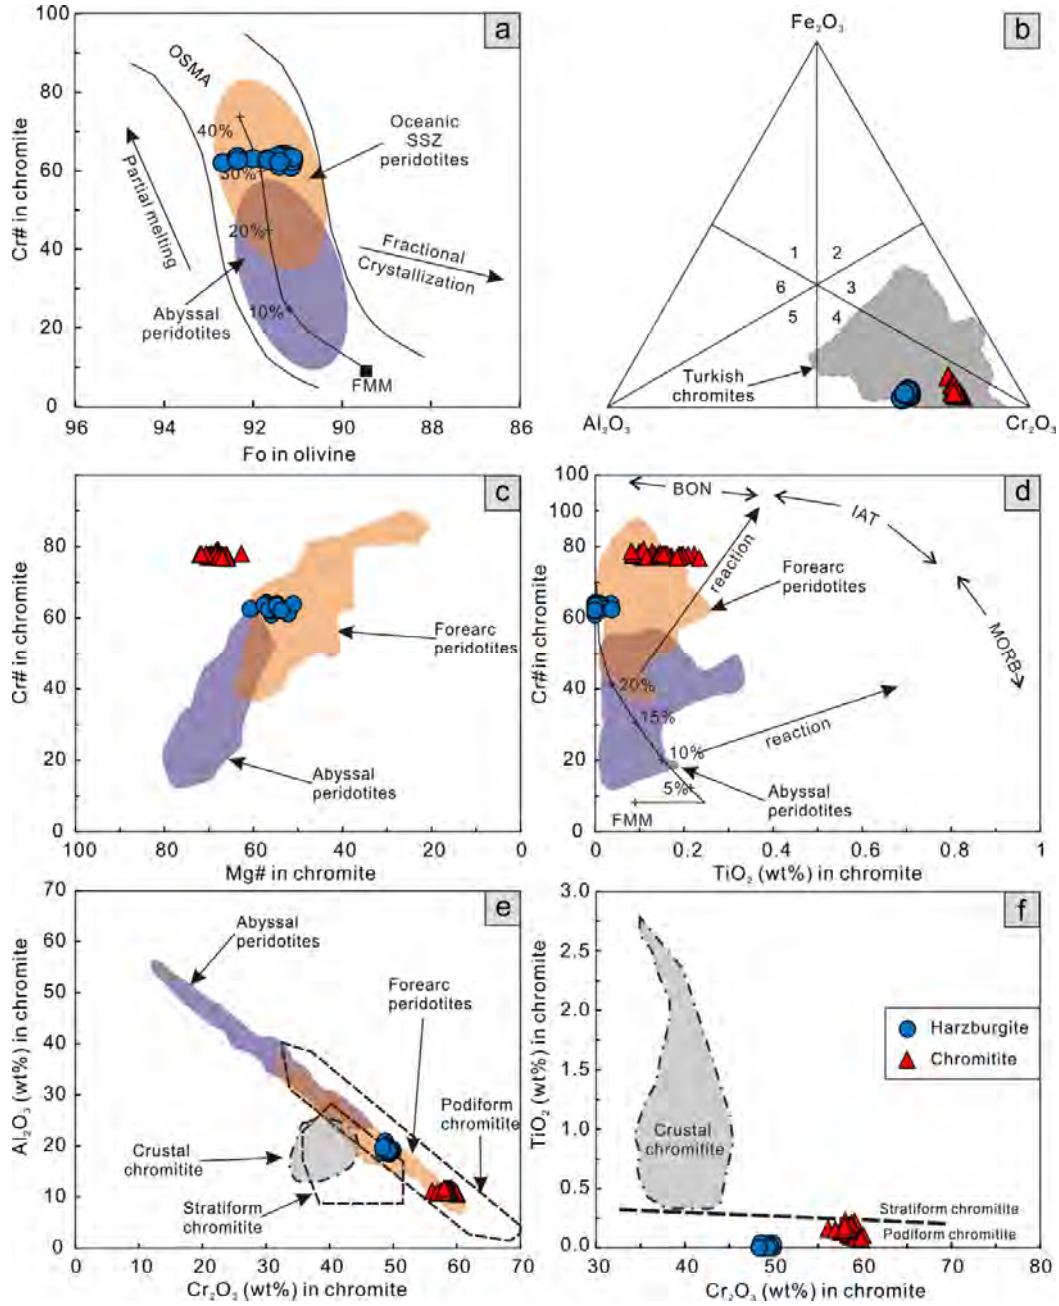 a
Cr# in chromite
100
80
60
40
20
0
OSMA
40%
30%
20%
10%
Oceanic
SSZ
peridotites
Partial melting
Fractional
Crystallization
Abyssal
peridotites
FMM
96
94
92
90
88
86
Fo in olivine
b
Fe₂O₃
1
2
6
3
5
4
Turkish
chromites
Al₂O₃
Cr₂O₃
c
Cr# in chromite
80
60
40
20
0
Forearc
peridotites
Abyssal
peridotites
100
80
60
40
20
0
Mg# in chromite
d
Cr# in chromite
100
80
60
40
20
0
BON
IAT
MORB
reaction
Forearc
peridotites
20%
15%
10%
5%
reaction
Abyssal
peridotites
FMM
0
0.2
0.4
0.6
0.8
1
TiO₂ (wt%) in chromite
e
Al₂O₃ (wt%) in chromite
70
60
50
40
30
20
10
0
Abyssal
peridotites
Forearc
peridotites
Podiform
chromitite
Crustal
chromitite
Stratiform
chromitite
0
10
20
30
40
50
60
70
Cr₂O₃ (wt%) in chromite
f
TiO₂ (wt%) in chromite
3.0
2.5
2.0
1.5
1.0
0.5
0.0
Harzburgite
Chromitite
Crustal
chromitite
Stratiform chromitite
Podiform chromitite
30
40
50
60
70
80
Cr₂O₃ (wt%) in chromite